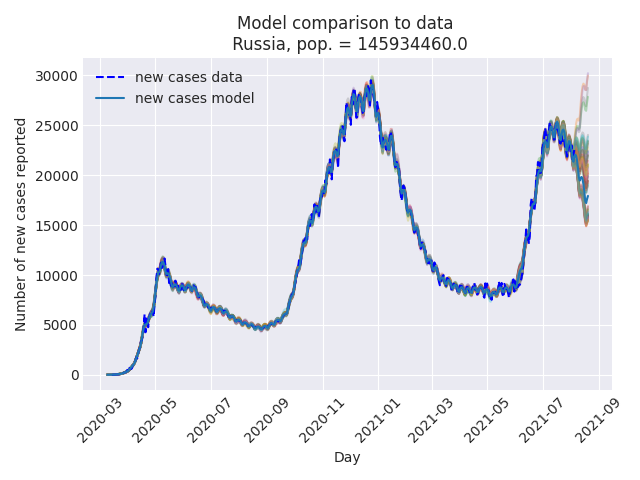 Model comparison to data
Russia, pop. = 145934460.0
new cases data
new cases model
30000
25000
20000
15000
10000
5000
0
Number of new cases reported
2020-03
2020-05
2020-07
2020-09
2020-11
2021-01
2021-03
2021-05
2021-07
2021-09
Day